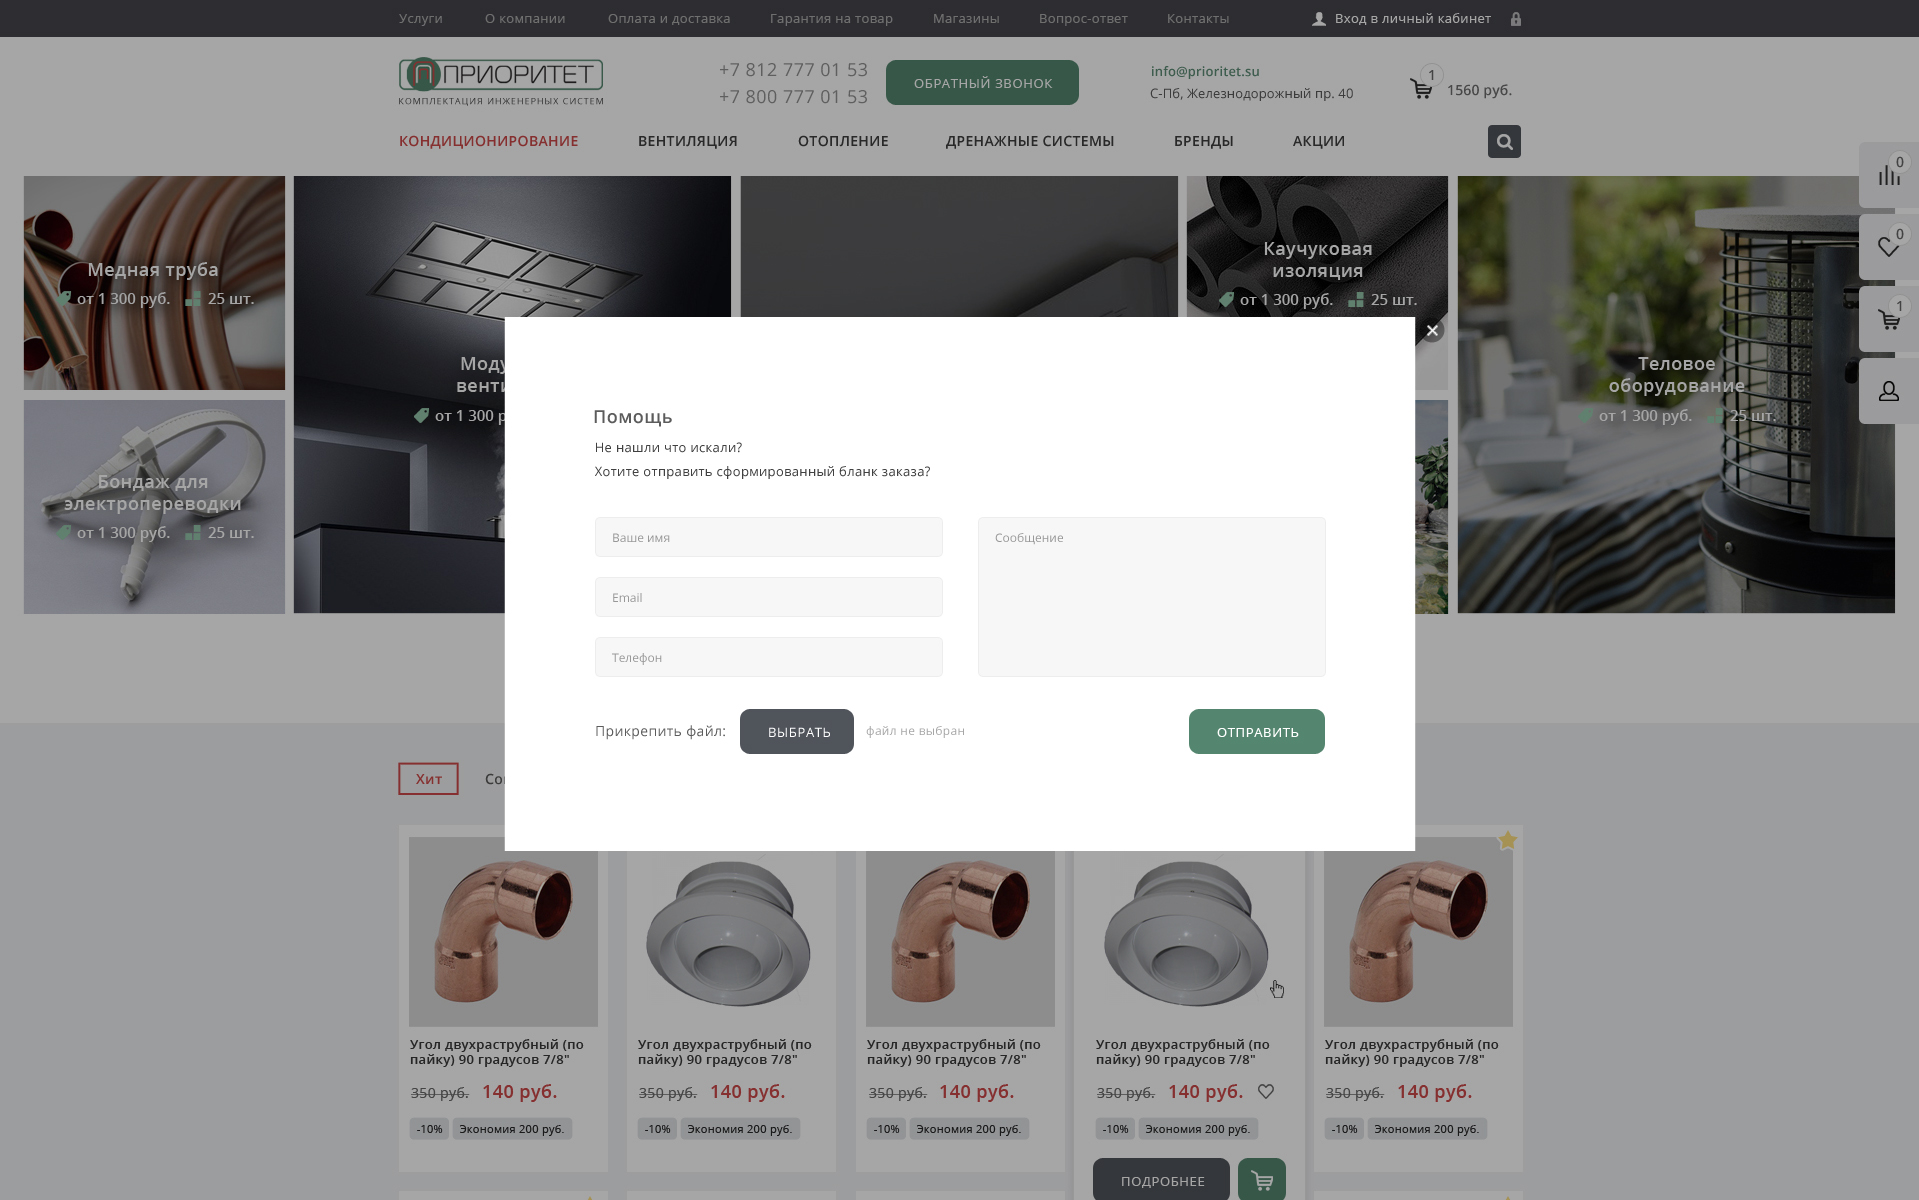 Услуги
О компании
Оплата и доставка
Гарантия на товар
Магазины
Вопрос-ответ
Контакты
Вход в личный кабинет
ПРИОРИТЕТ
КОМПЛЕКТАЦИЯ ИНЖЕНЕРНЫХ СИСТЕМ
+7 812 777 01 53
+7 800 777 01 53
ОБРАТНЫЙ ЗВОНОК
info@prioritet.su
С-Пб, Железнодорожный пр. 40
1
1560 руб.
КОНДИЦИОНИРОВАНИЕ
ВЕНТИЛЯЦИЯ
ОТОПЛЕНИЕ
ДРЕНАЖНЫЕ СИСТЕМЫ
БРЕНДЫ
АКЦИИ
0
0
1
Медная труба
от 1 300 руб.
25 шт.
Моду
венти
от 1 300 р
Каучуковая
изоляция
от 1 300 руб.
25 шт.
Теловое
оборудование
от 1 300 руб.
25 шт.
Бондаж для
электропереводки
от 1 300 руб.
25 шт.
Помощь
Не нашли что искали?
Хотите отправить сформированный бланк заказа?
Ваше имя
Email
Телефон
Сообщение
Прикрепить файл:
ВЫБРАТЬ
файл не выбран
ОТПРАВИТЬ
Хит
Со
Угол двухраструбный (по
пайку) 90 градусов 7/8"
350 руб.
140 руб.
-10%
Экономия 200 руб.
Угол двухраструбный (по
пайку) 90 градусов 7/8"
350 руб.
140 руб.
-10%
Экономия 200 руб.
Угол двухраструбный (по
пайку) 90 градусов 7/8"
350 руб.
140 руб.
-10%
Экономия 200 руб.
Угол двухраструбный (по
пайку) 90 градусов 7/8"
350 руб.
140 руб.
-10%
Экономия 200 руб.
ПОДРОБНЕЕ
Угол двухраструбный (по
пайку) 90 градусов 7/8"
350 руб.
140 руб.
-10%
Экономия 200 руб.